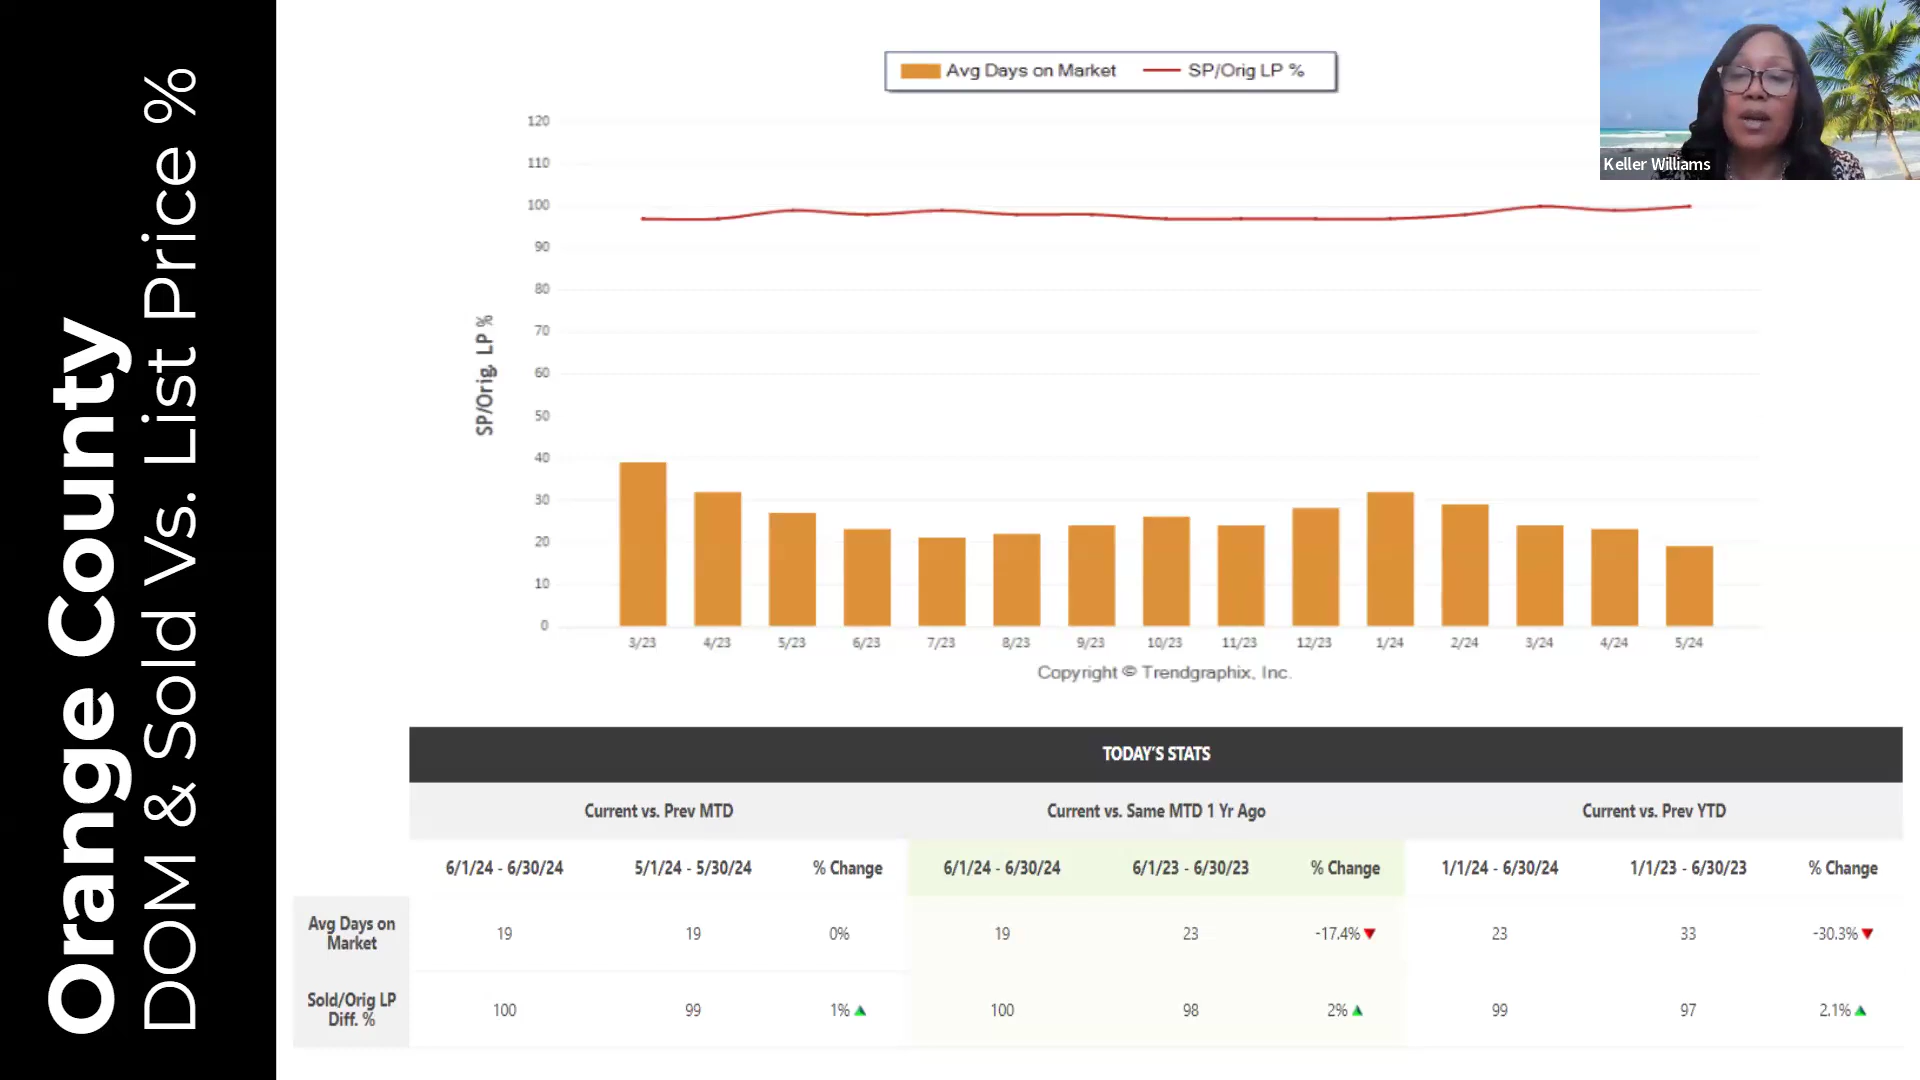 Orange County
DOM & Sold Vs. List Price %
Avg Days on Market
SP/Orig LP %
Keller Williams
SP/Orig. LP %
120
110
100
90
80
70
60
50
40
30
20
10
0
3/23 4/23 5/23 6/23 7/23 8/23 9/23 10/23 11/23 12/23 1/24 2/24 3/24 4/24 5/24
Copyright © Trendgraphix, Inc.
TODAY'S STATS
Current vs. Prev MTD Current vs. Same MTD 1 Yr Ago Current vs. Prev YTD
6/1/24 - 6/30/24 5/1/24 - 5/30/24 % Change 6/1/24 - 6/30/24 6/1/23 - 6/30/23 % Change 1/1/24 - 6/30/24 1/1/23 - 6/30/23 % Change
Avg Days on
Market
19 19 0% 19 23 -17.4% 23 33 -30.3%
Sold/Orig LP
Diff. %
100 99 1% 100 98 2% 99 97 2.1%